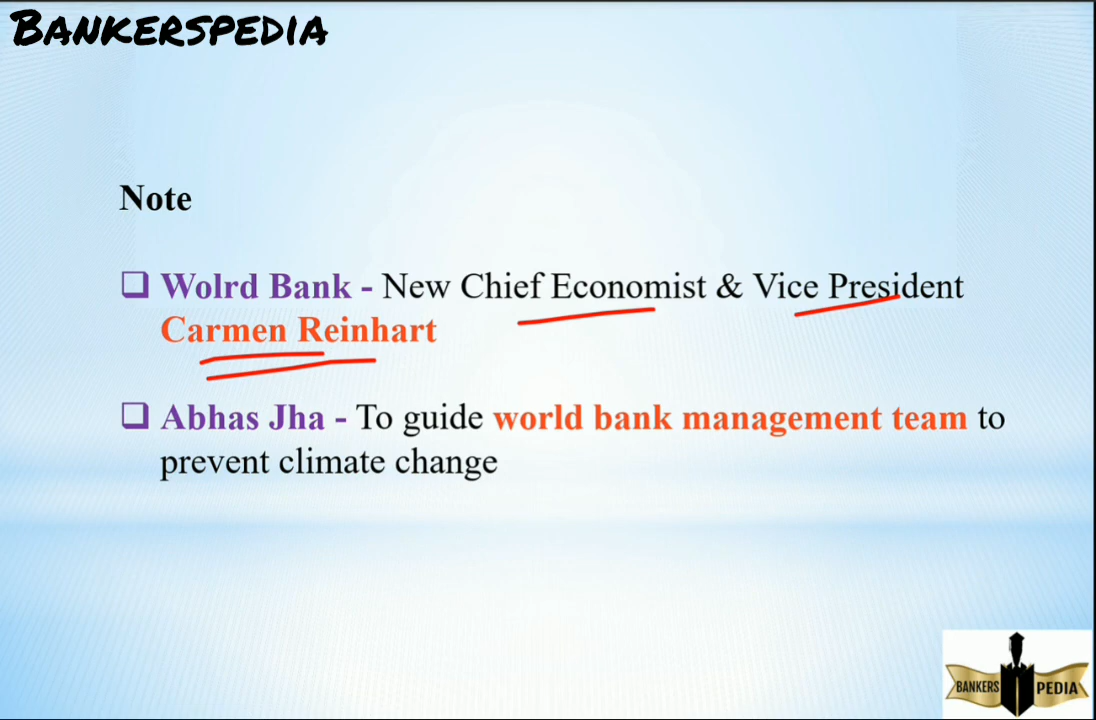 BANKERSPEDIA
Note
❑ Wolrd Bank - New Chief Economist & Vice President
Carmen Reinhart
❑ Abhas Jha - To guide world bank management team to
prevent climate change
BANKERS PEDIA